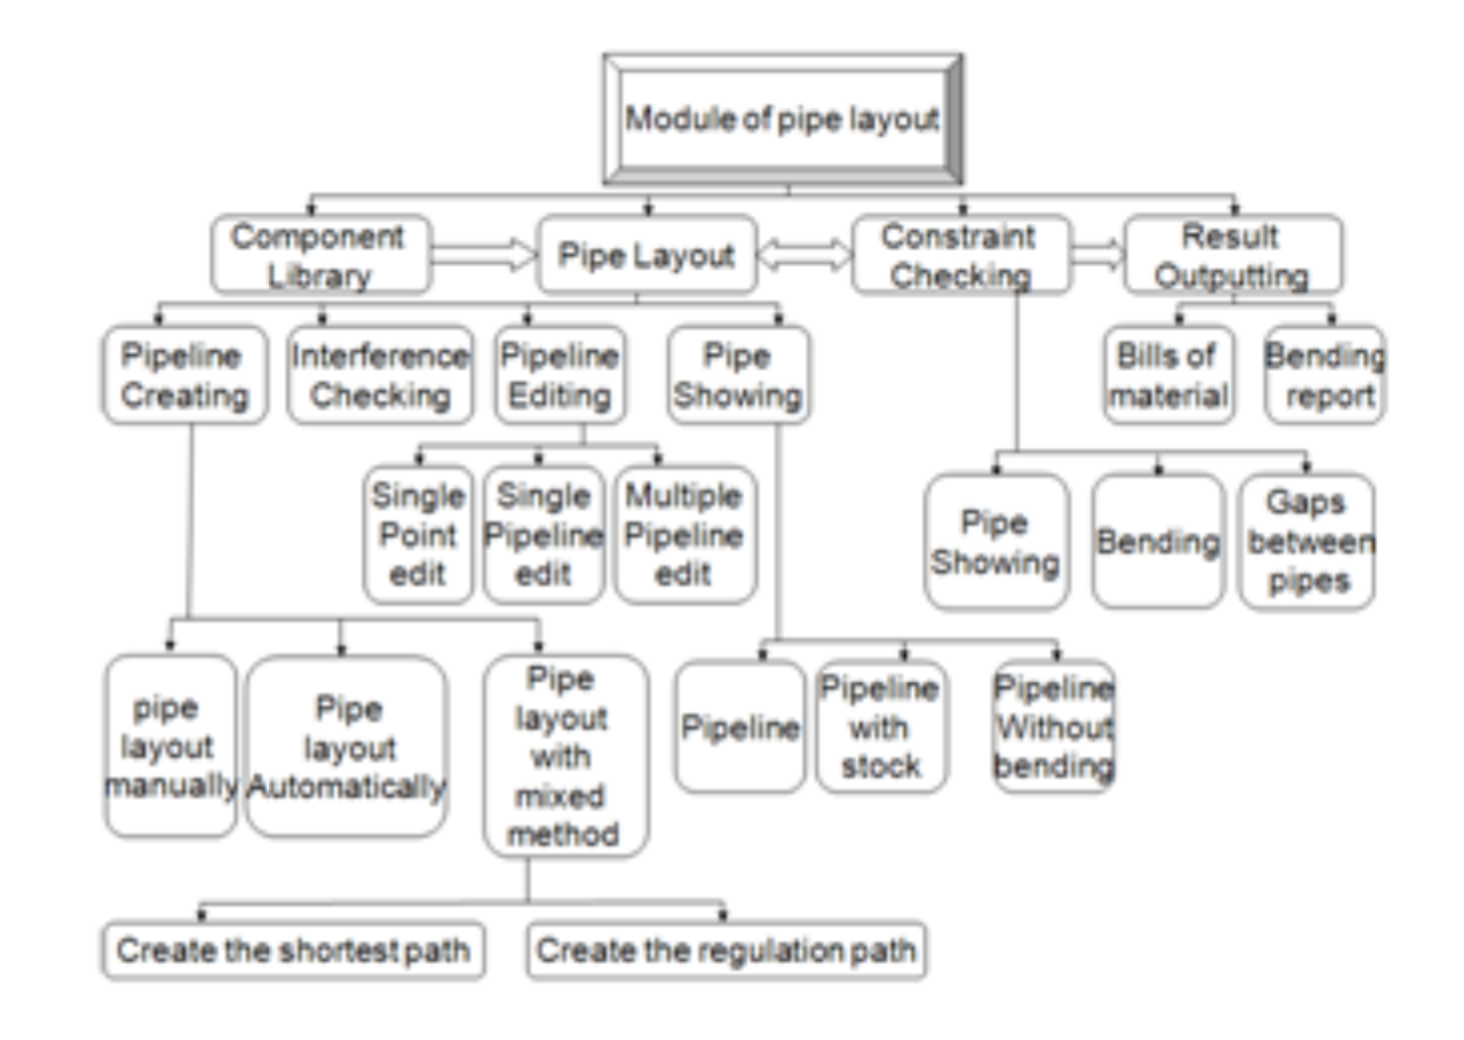 Module of pipe layout
Component
Library
Pipe Layout
Constraint
Checking
Result
Outputting
Pipeline
Creating
Interference
Checking
Pipeline
Editing
Pipe
Showing
Bills of
material
Bending
report
Single
Point
edit
Single
Pipeline
edit
Multiple
Pipeline
edit
Pipe
Showing
Bending
Gaps
between
pipes
pipe
layout
manually
Pipe
layout
Automatically
Pipe
layout
with
mixed
method
Pipeline
Pipeline
with
stock
Pipeline
Without
bending
Create the shortest path
Create the regulation path